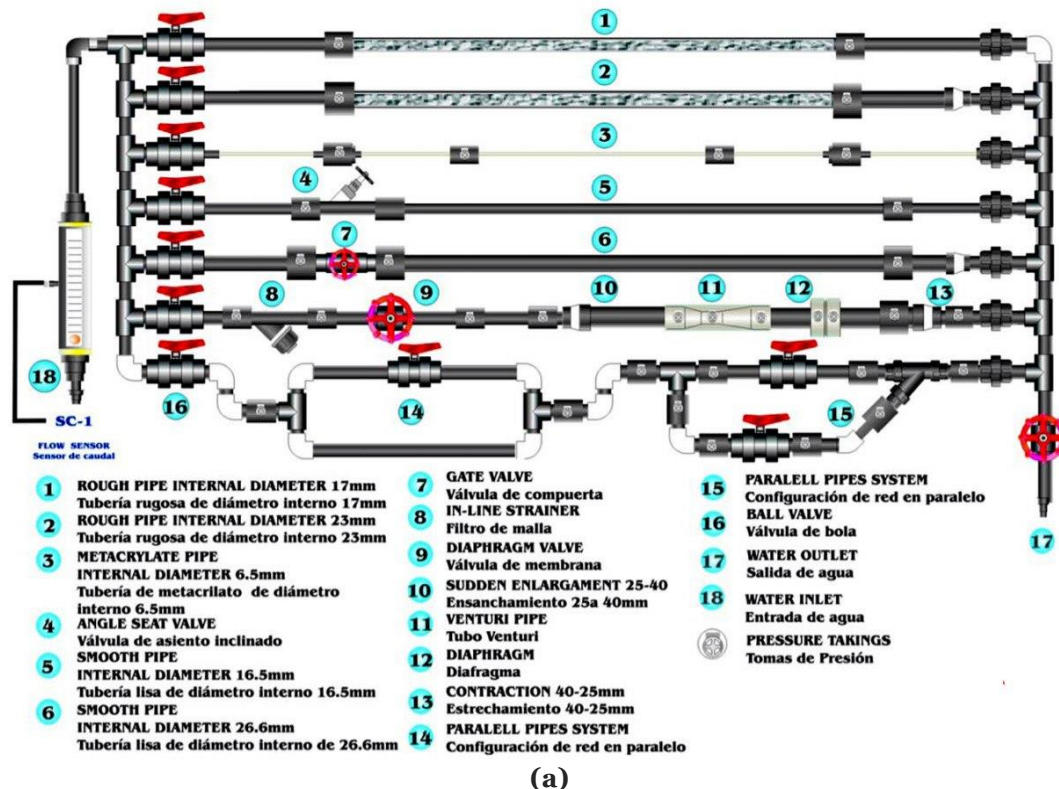 1
2
3
4
5
7
6
8
9
10
11
12
13
18
16
14
15
17
SC-1
FLOW SENSOR
Sensor de caudal
1 ROUGH PIPE INTERNAL DIAMETER 17mm
Tubería rugosa de diámetro interno 17mm
2 ROUGH PIPE INTERNAL DIAMETER 23mm
Tubería rugosa de diámetro interno 23mm
3 METACRYLATE PIPE
INTERNAL DIAMETER 6.5mm
Tubería de metacrilato de diámetro
interno 6.5mm
4 ANGLE SEAT VALVE
Válvula de asiento inclinado
5 SMOOTH PIPE
INTERNAL DIAMETER 16.5mm
Tubería lisa de diámetro interno 16.5mm
6 SMOOTH PIPE
INTERNAL DIAMETER 26.6mm
Tubería lisa de diámetro interno de 26.6mm
7 GATE VALVE
Válvula de compuerta
8 IN-LINE STRAINER
Filtro de malla
9 DIAPHRAGM VALVE
Válvula de membrana
10 SUDDEN ENLARGAMENT 25-40
Ensanchamiento 25a 40mm
11 VENTURI PIPE
Tubo Venturi
12 DIAPHRAGM
Diafragma
13 CONTRACTION 40-25mm
Estrechamiento 40-25mm
14 PARALELL PIPES SYSTEM
Configuración de red en paralelo
15 PARALELL PIPES SYSTEM
Configuración de red en paralelo
16 BALL VALVE
Válvula de bola
17 WATER OUTLET
Salida de agua
18 WATER INLET
Entrada de agua
PRESSURE TAKINGS
Tomas de Presión
(a)